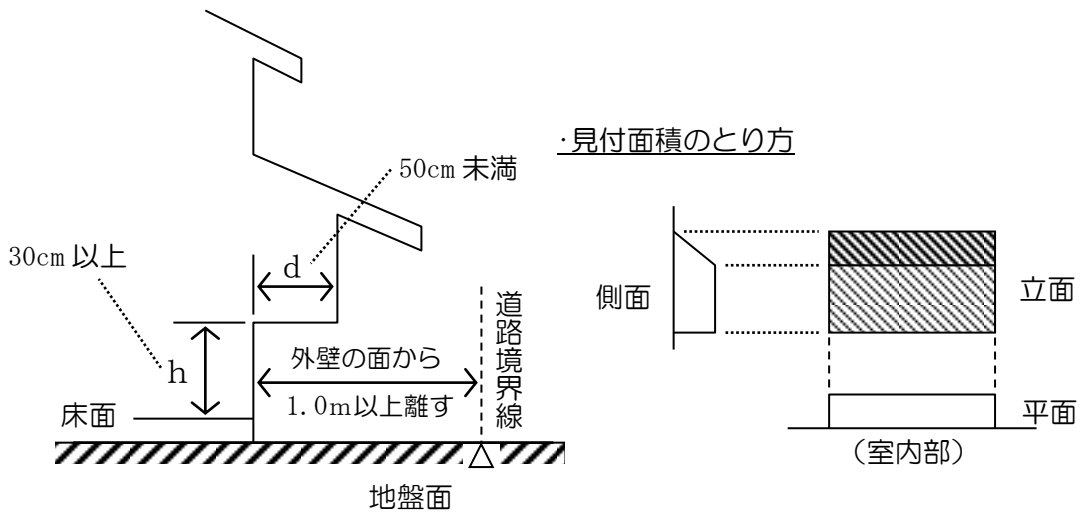 ・見付面積のとり方
50cm 未満
30cm 以上
d
h
道路境界線
外壁の面から
1.0m以上離す
床面
地盤面
側面
立面
平面
（室内部）